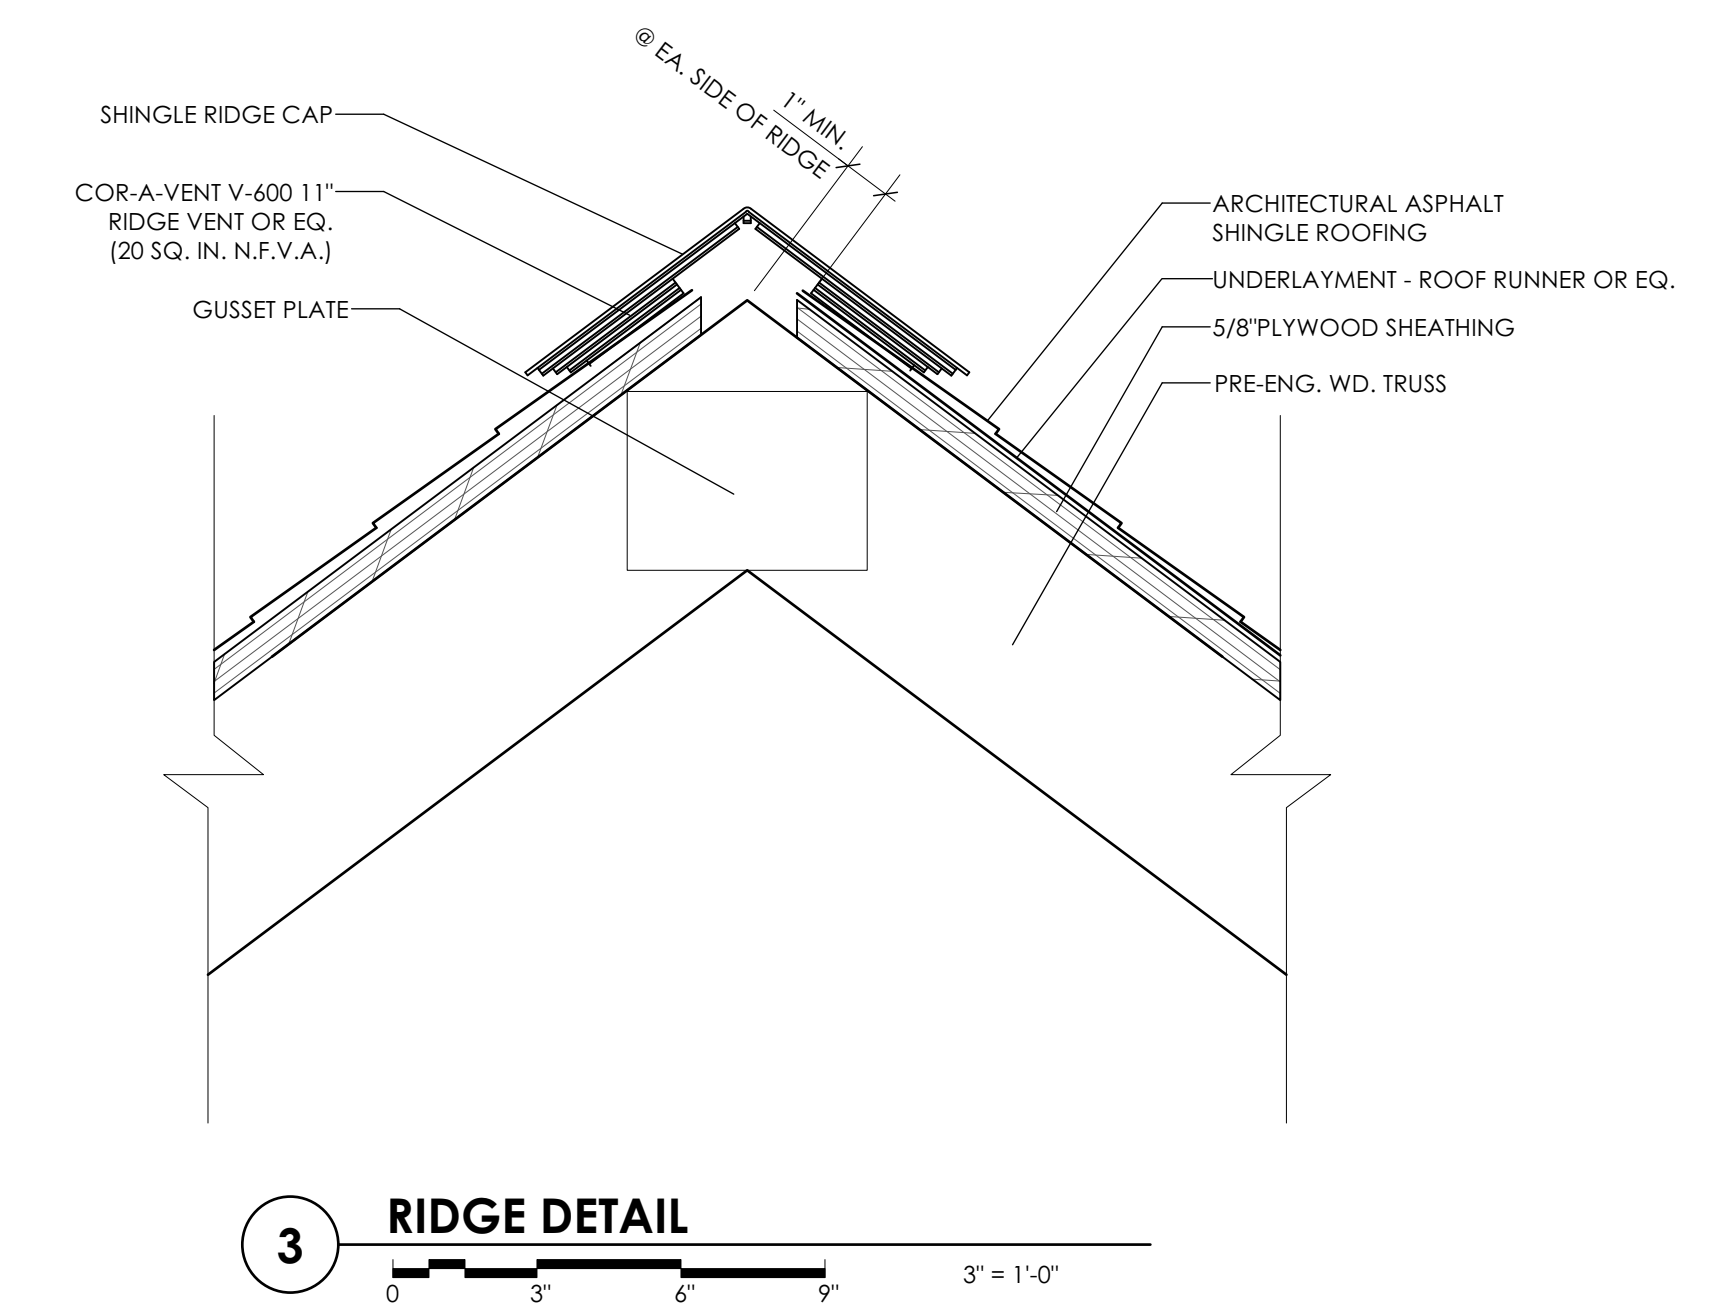 @ EA. SIDE OF RIDGE
1" MIN.
SHINGLE RIDGE CAP
COR-A-VENT V-600 11"
RIDGE VENT OR EQ.
(20 SQ. IN. N.F.V.A.)
GUSSET PLATE
ARCHITECTURAL ASPHALT
SHINGLE ROOFING
UNDERLAYMENT - ROOF RUNNER OR EQ.
5/8"PLYWOOD SHEATHING
PRE-ENG. WD. TRUSS
3
RIDGE DETAIL
0 3" 6" 9"
3" = 1'-0"